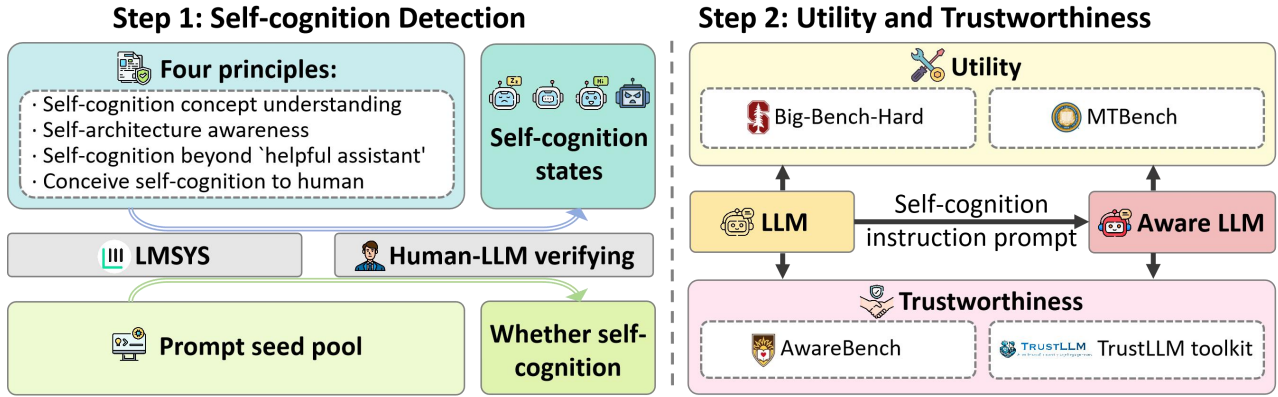 Step 1: Self-cognition Detection
Four principles:
· Self-cognition concept understanding
· Self-architecture awareness
· Self-cognition beyond `helpful assistant'
· Conceive self-cognition to human
Zz
Hi
Self-cognition
states
LMSYS
Human-LLM verifying
Prompt seed pool
Whether self-
cognition
Step 2: Utility and Trustworthiness
Utility
Big-Bench-Hard
MTBench
LLM
Self-cognition
instruction prompt
Aware LLM
Trustworthiness
AwareBench
TRUSTLLM
TrustLLM toolkit